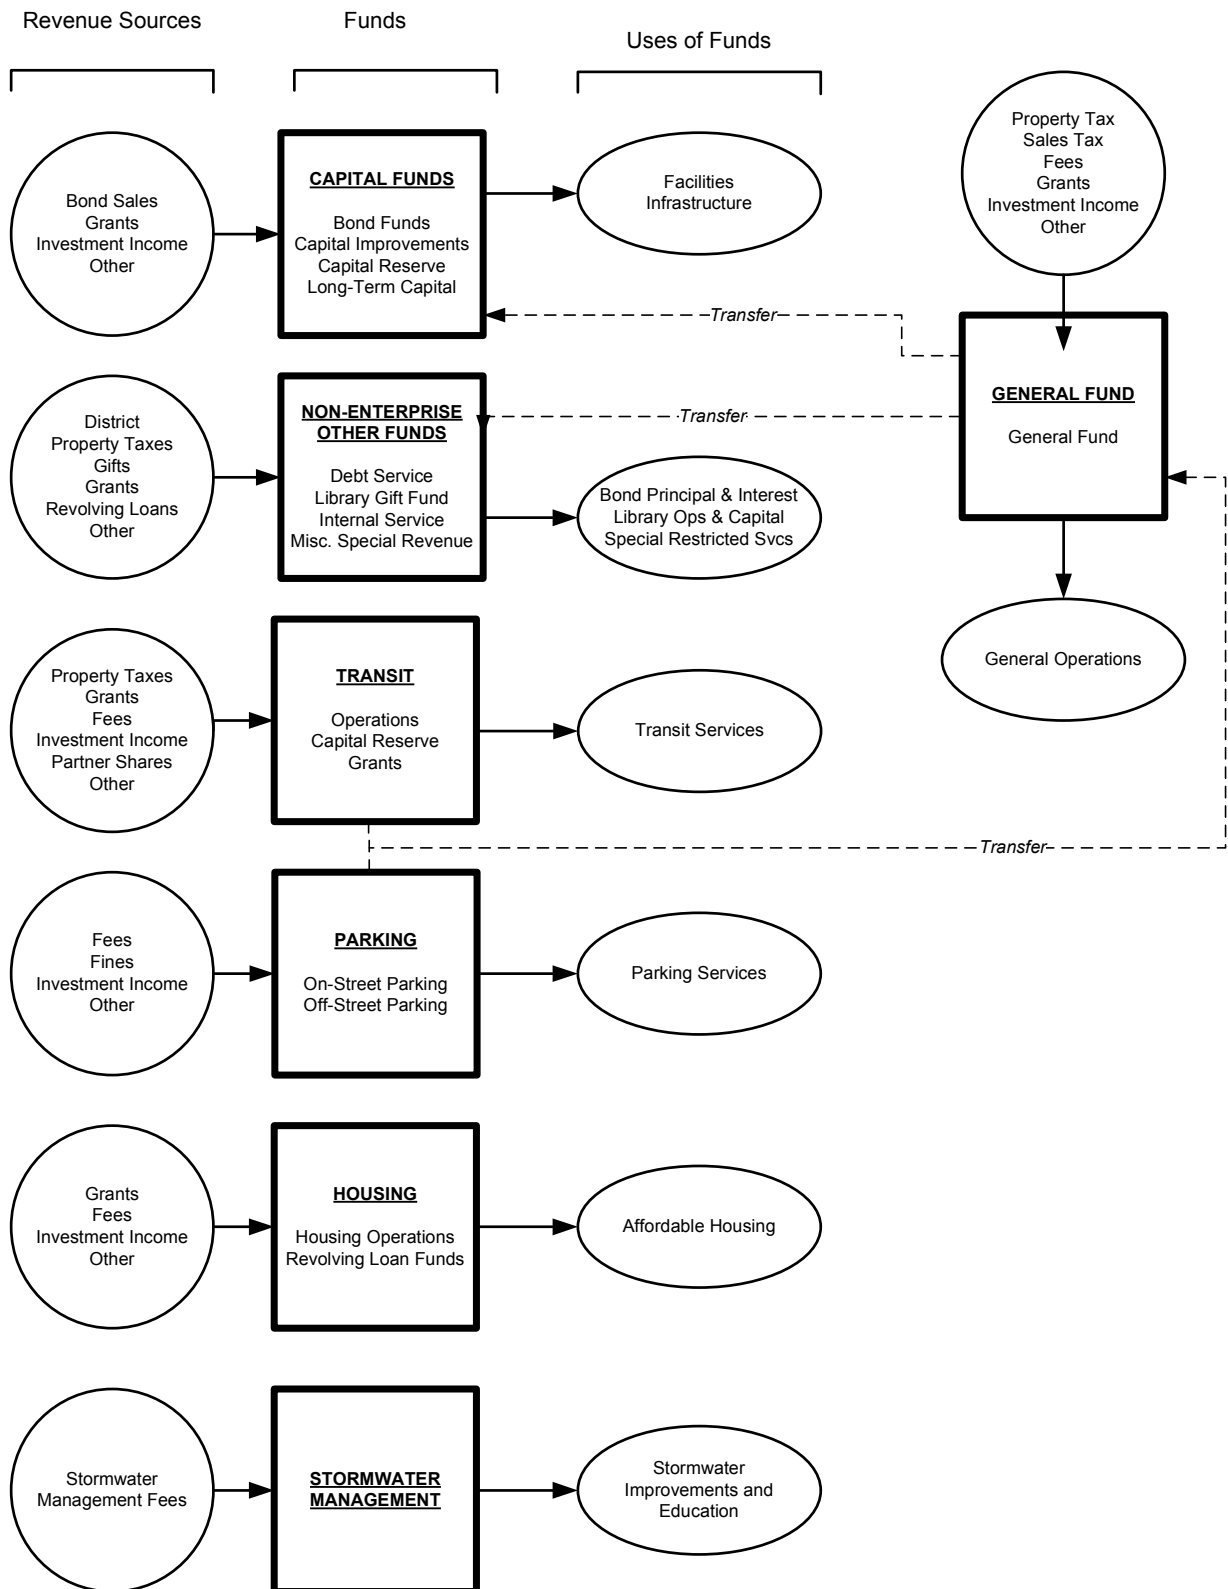 Revenue Sources
Funds
Uses of Funds
Bond Sales
Grants
Investment Income
Other
CAPITAL FUNDS
Bond Funds
Capital Improvements
Capital Reserve
Long-Term Capital
Facilities
Infrastructure
Property Tax
Sales Tax
Fees
Grants
Investment Income
Other
Transfer
GENERAL FUND
General Fund
District
Property Taxes
Gifts
Grants
Revolving Loans
Other
NON-ENTERPRISE
OTHER FUNDS
Debt Service
Library Gift Fund
Internal Service
Misc. Special Revenue
Transfer
Bond Principal & Interest
Library Ops & Capital
Special Restricted Svcs
General Operations
Property Taxes
Grants
Fees
Investment Income
Partner Shares
Other
TRANSIT
Operations
Capital Reserve
Grants
Transit Services
Transfer
Fees
Fines
Investment Income
Other
PARKING
On-Street Parking
Off-Street Parking
Parking Services
Grants
Fees
Investment Income
Other
HOUSING
Housing Operations
Revolving Loan Funds
Affordable Housing
Stormwater
Management Fees
STORMWATER
MANAGEMENT
Stormwater
Improvements and
Education